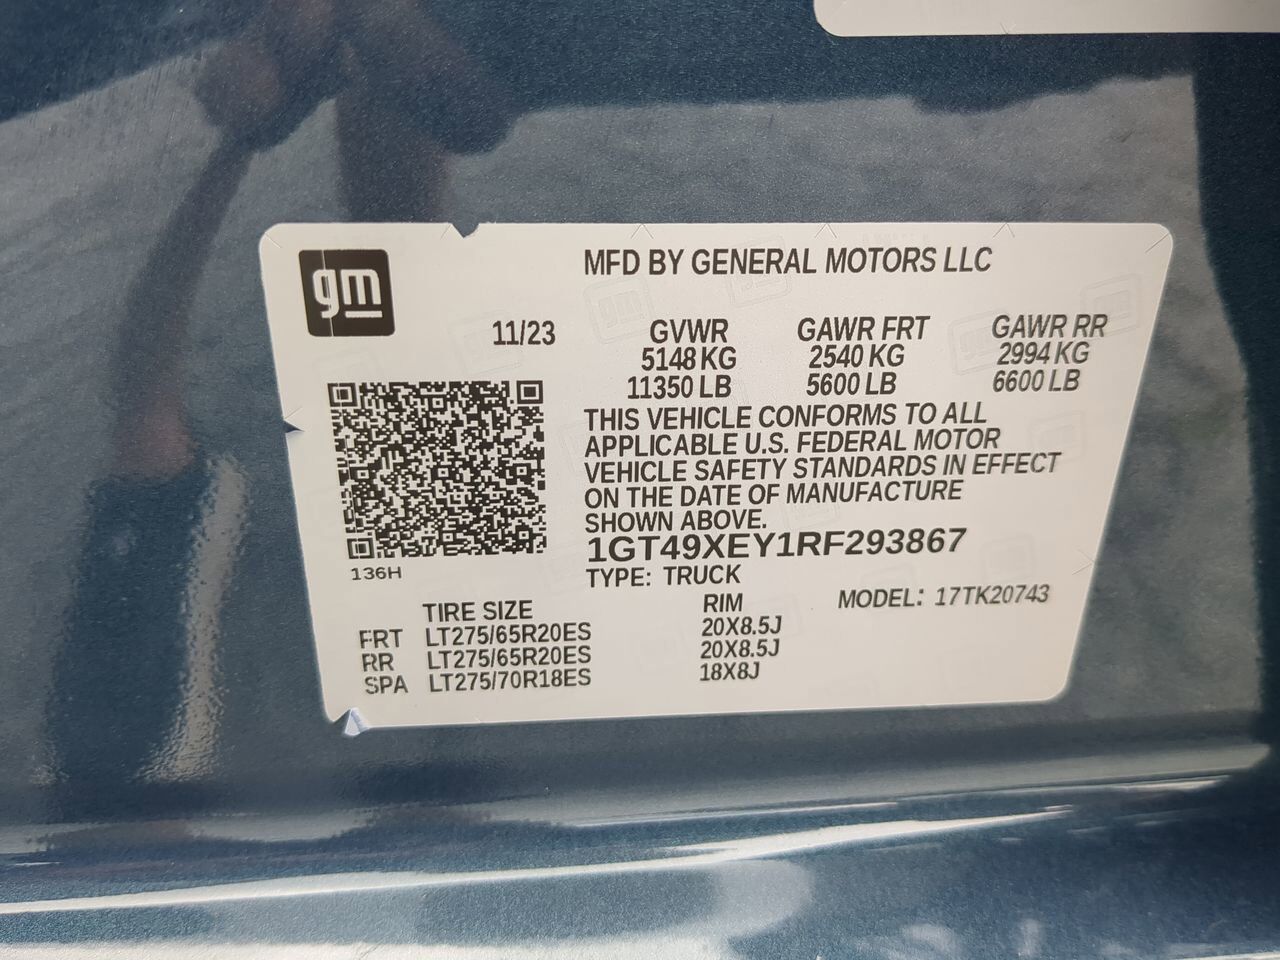 gm
MFD BY GENERAL MOTORS LLC
11/23 GVWR GAWR FRT GAWR RR
5148 KG 2540 KG 2994 KG
11350 LB 5600 LB 6600 LB
THIS VEHICLE CONFORMS TO ALL
APPLICABLE U.S. FEDERAL MOTOR
VEHICLE SAFETY STANDARDS IN EFFECT
ON THE DATE OF MANUFACTURE
SHOWN ABOVE.
1GT49XEY1RF293867
136H
TYPE: TRUCK
TIRE SIZE RIM MODEL: 17TK20743
FRT LT275/65R20ES 20X8.5J
RR LT275/65R20ES 20X8.5J
SPA LT275/70R18ES 18X8J